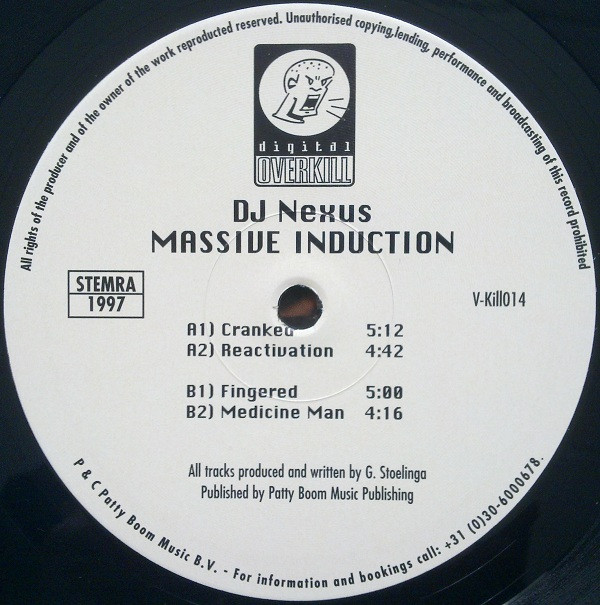 All rights of the producer and of the owner of the work reproduced reserved. Unauthorised copying,lending, performance and broadcasting of this record prohibited
digital
OVERKILL
DJ Nexus
MASSIVE INDUCTION
STEMRA
1997
V-Kill014
A1) Cranked 5:12
A2) Reactivation 4:42
B1) Fingered 5:00
B2) Medicine Man 4:16
All tracks produced and written by G. Stoelinga
Published by Patty Boom Music Publishing
P & C Patty Boom Music B.V. - For information and bookings call: +31 (0)30-6000678.